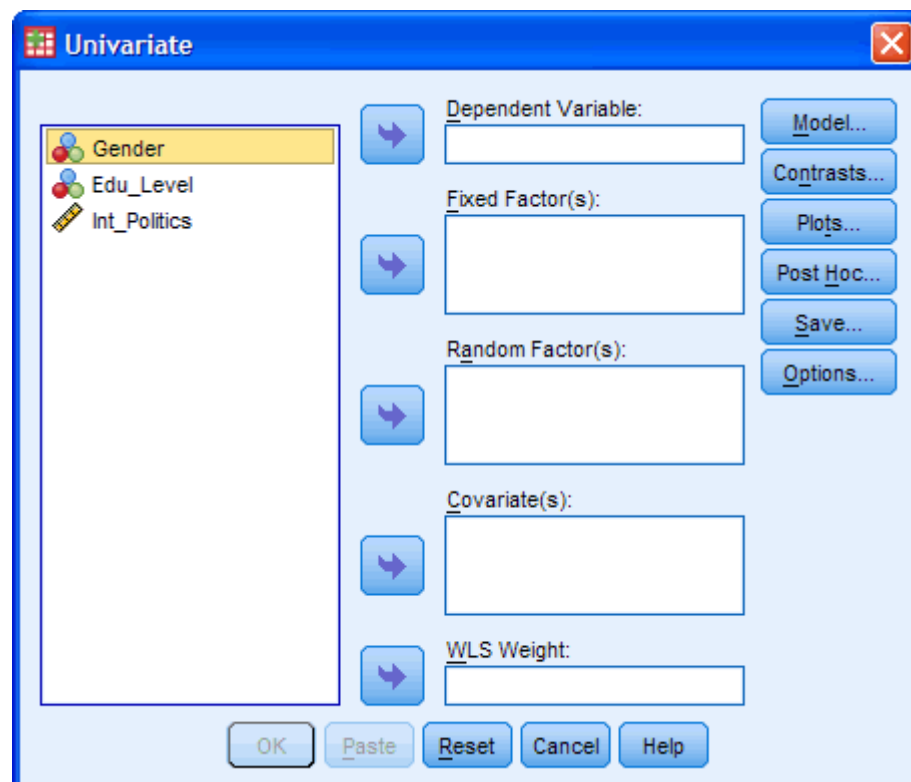 Univariate
Gender
Edu_Level
Int_Politics
Dependent Variable:
Fixed Factor(s):
Random Factor(s):
Covariate(s):
WLS Weight:
Model...
Contrasts...
Plots...
Post Hoc...
Save...
Options...
OK
Paste
Reset
Cancel
Help